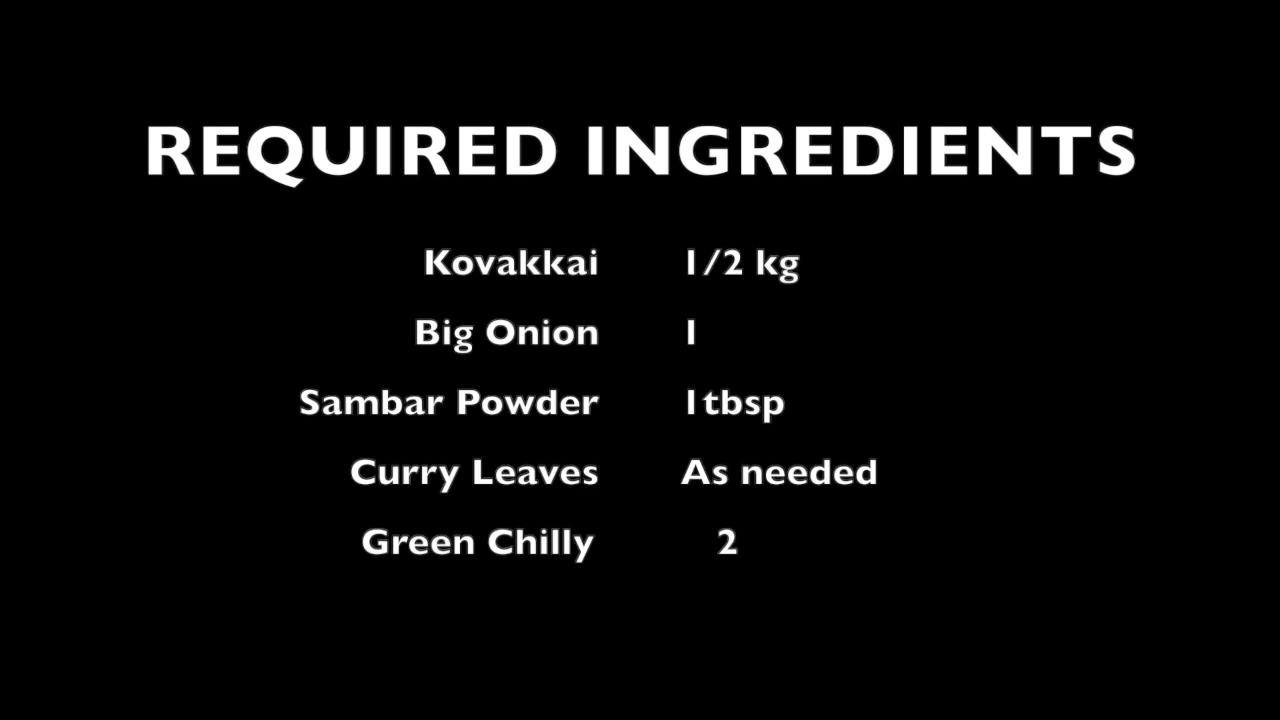 REQUIRED INGREDIENTS
Kovakkai 1/2 kg
Big Onion 1
Sambar Powder 1tbsp
Curry Leaves As needed
Green Chilly 2